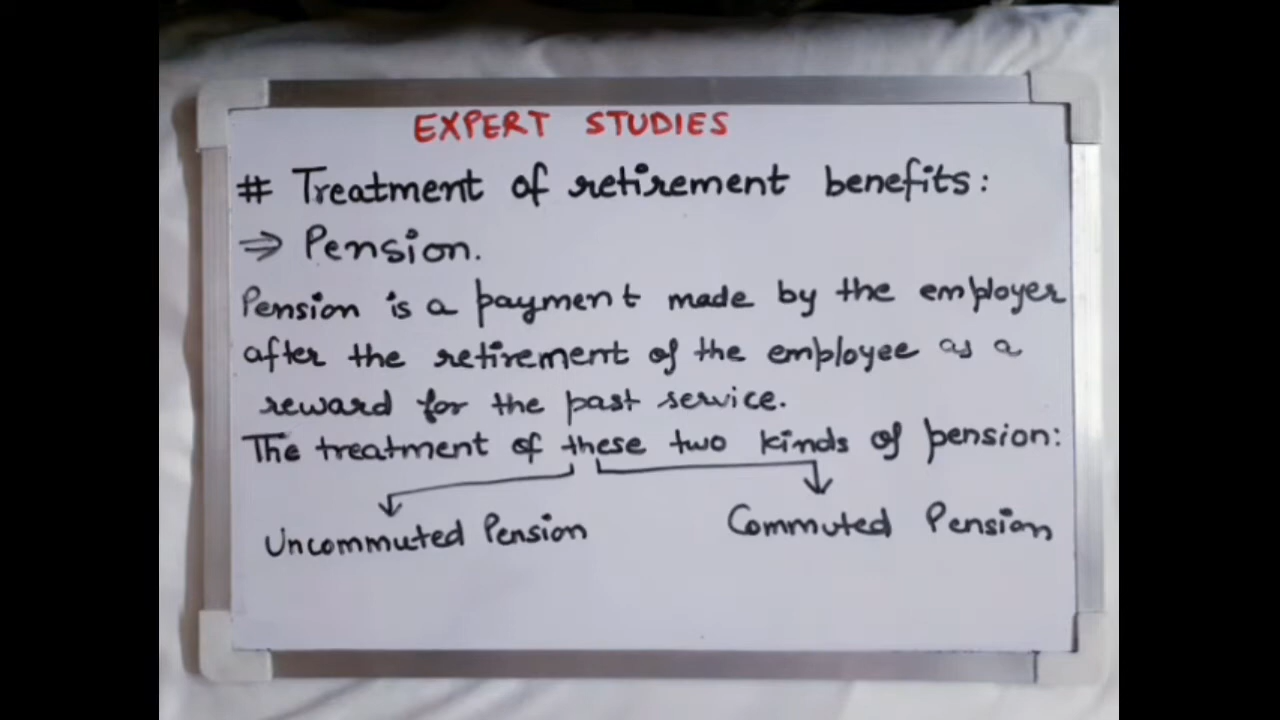 EXPERT STUDIES
# Treatment of retirement benefits:
⇒ Pension.
Pension is a payment made by the employer
after the retirement of the employee as a
reward for the past service.
The treatment of these two kinds of pension:
Uncommuted Pension Commuted Pension